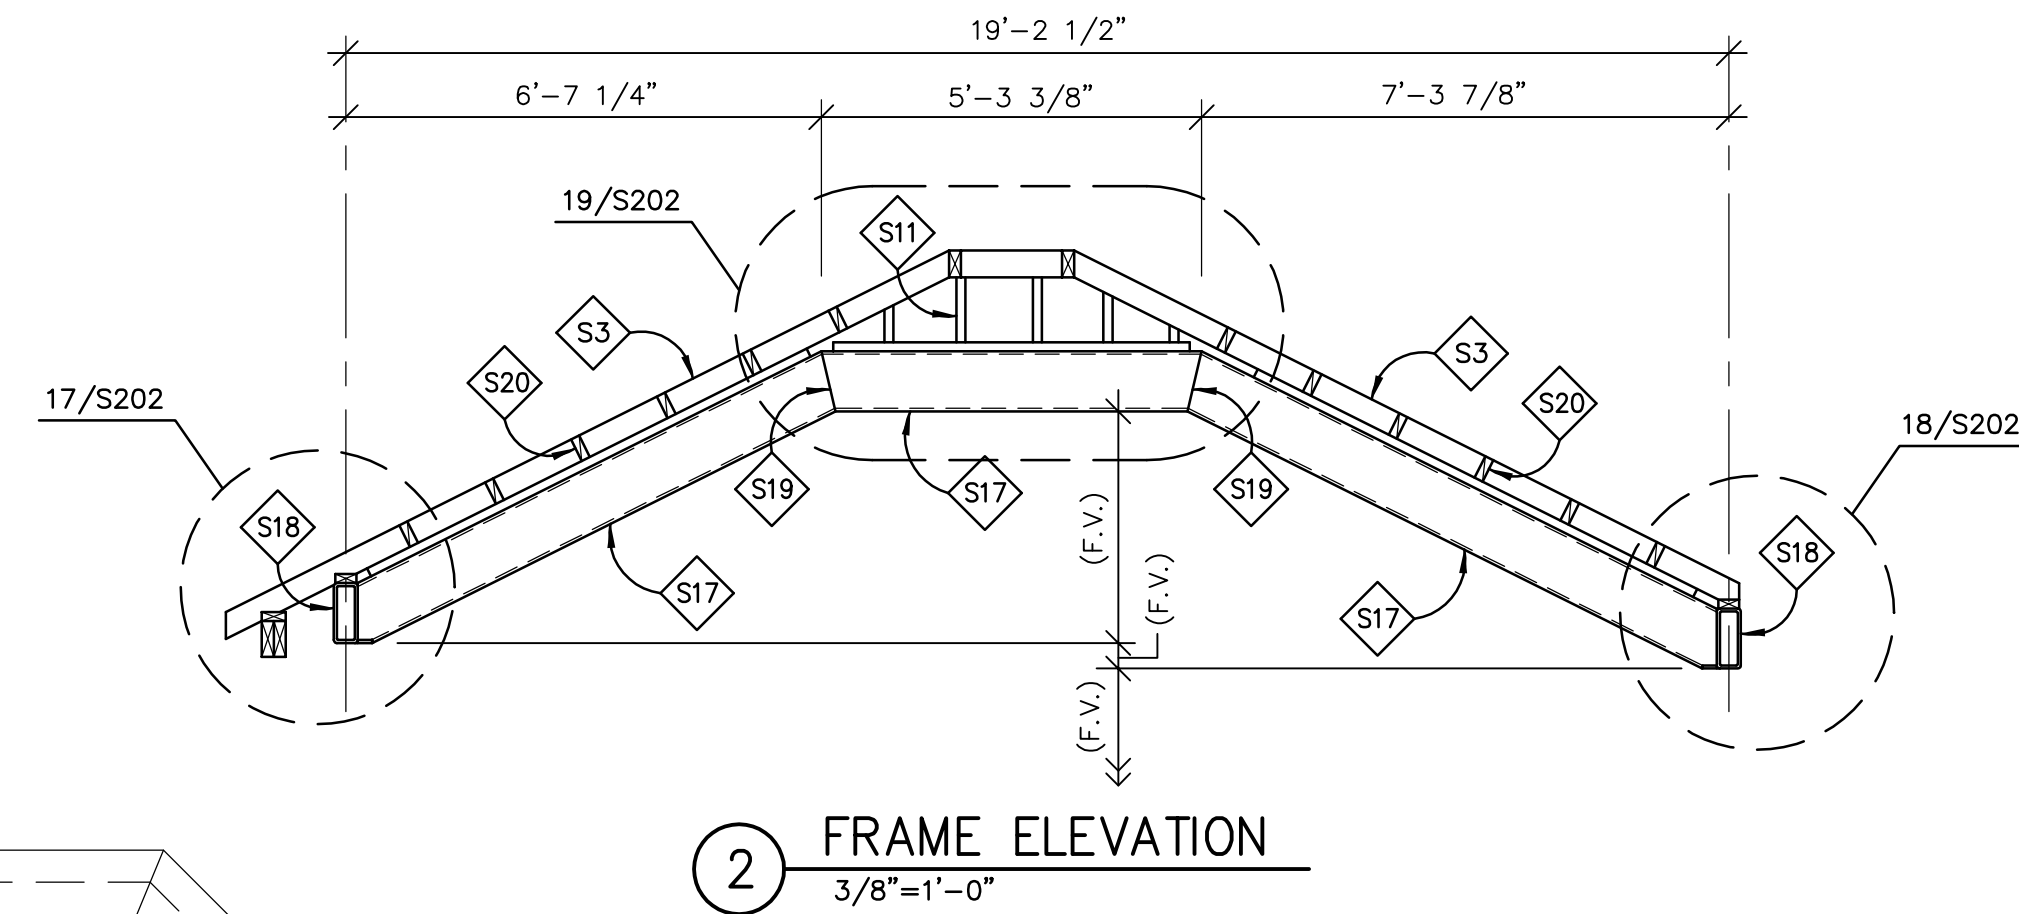 19'-2 1/2"
6'-7 1/4"
5'-3 3/8"
7'-3 7/8"
19/S202
S11
S3
S3
S20
S20
17/S202
18/S202
S19
S17
S19
S18
S18
(F.V.)
(F.V.)
S17
S17
(F.V.)
2
FRAME ELEVATION
3/8"=1'-0"